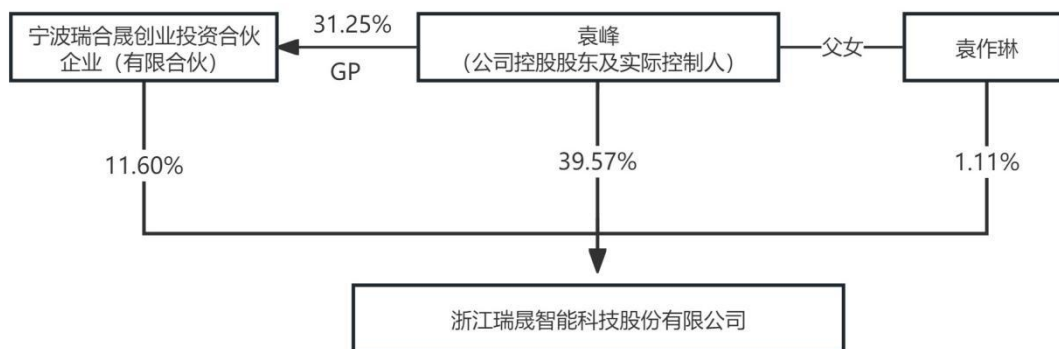 宁波瑞合晟创业投资合伙
企业（有限合伙）
31.25%
GP
袁峰
（公司控股股东及实际控制人）
父女
袁作琳
11.60%
39.57%
1.11%
浙江瑞晟智能科技股份有限公司